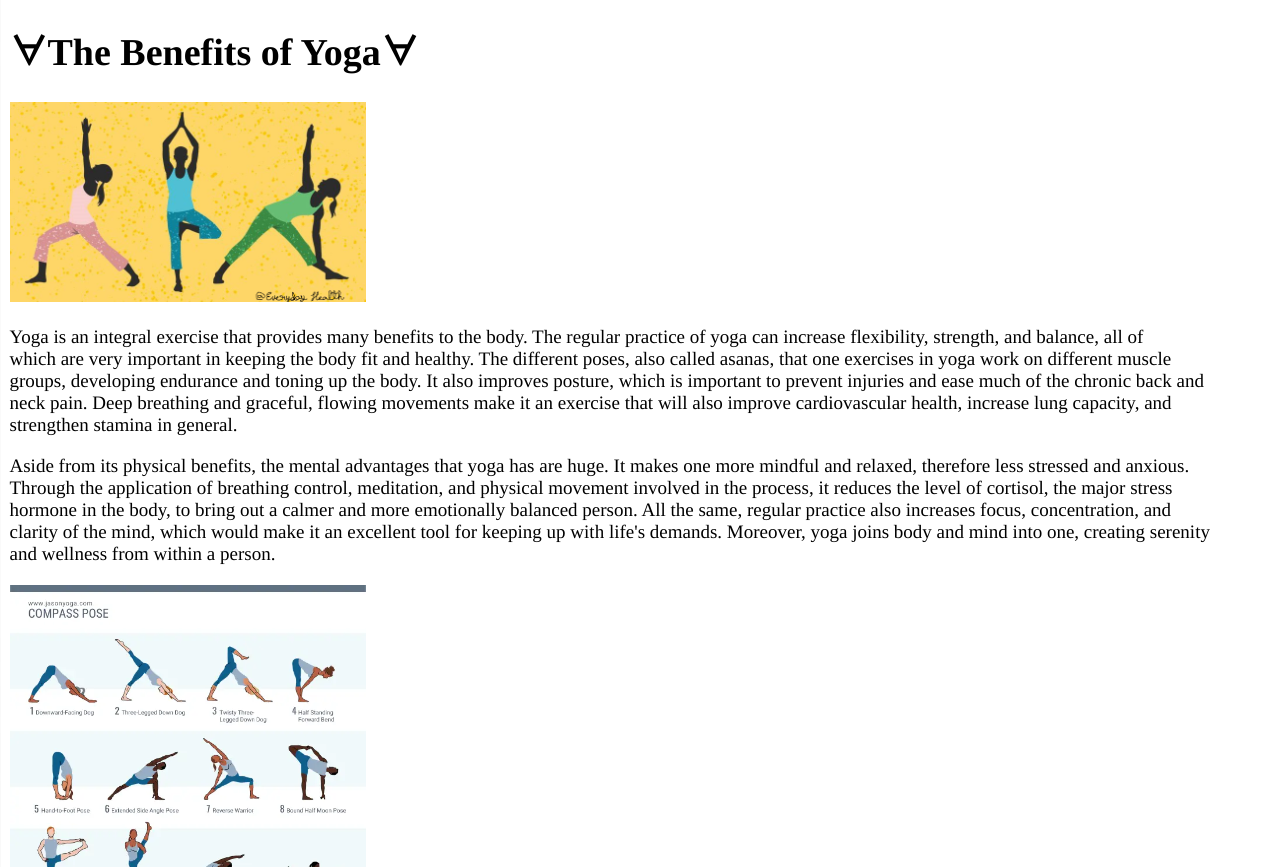 ∀The Benefits of Yoga∀
@Everyday Health
Yoga is an integral exercise that provides many benefits to the body. The regular practice of yoga can increase flexibility, strength, and balance, all of
which are very important in keeping the body fit and healthy. The different poses, also called asanas, that one exercises in yoga work on different muscle
groups, developing endurance and toning up the body. It also improves posture, which is important to prevent injuries and ease much of the chronic back and
neck pain. Deep breathing and graceful, flowing movements make it an exercise that will also improve cardiovascular health, increase lung capacity, and
strengthen stamina in general.
Aside from its physical benefits, the mental advantages that yoga has are huge. It makes one more mindful and relaxed, therefore less stressed and anxious.
Through the application of breathing control, meditation, and physical movement involved in the process, it reduces the level of cortisol, the major stress
hormone in the body, to bring out a calmer and more emotionally balanced person. All the same, regular practice also increases focus, concentration, and
clarity of the mind, which would make it an excellent tool for keeping up with life's demands. Moreover, yoga joins body and mind into one, creating serenity
and wellness from within a person.
www.jasonyoga.com
COMPASS POSE
1 Downward-Facing Dog
2 Three-Legged Down Dog
3 Twisty Three-
Legged Down Dog
4 Half Standing
Forward Bend
5 Hand-to-Foot Pose
6 Extended Side Angle Pose
7 Reverse Warrior
8 Bound Half Moon Pose